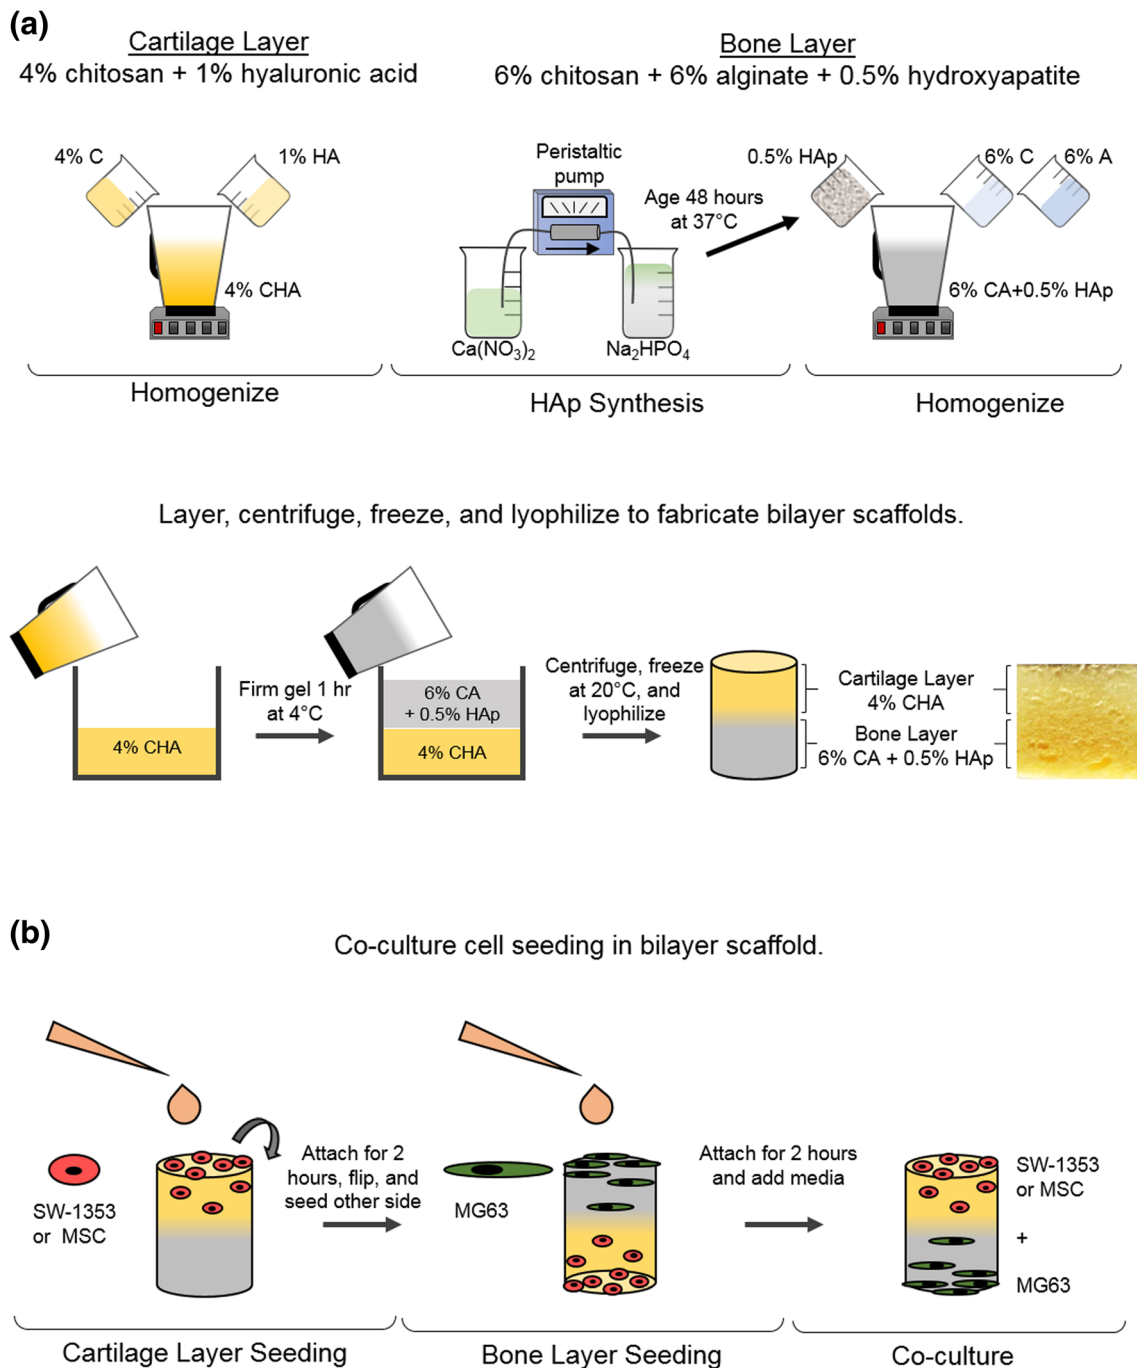 (a)
Cartilage Layer
4% chitosan + 1% hyaluronic acid
Bone Layer
6% chitosan + 6% alginate + 0.5% hydroxyapatite
4% C
1% HA
4% CHA
Homogenize
Peristaltic
pump
Ca(NO₃)₂
Na₂HPO₄
HAp Synthesis
Age 48 hours
at 37°C
0.5% HAp
6% C
6% A
6% CA+0.5% HAp
Homogenize
Layer, centrifuge, freeze, and lyophilize to fabricate bilayer scaffolds.
4% CHA
Firm gel 1 hr
at 4°C
6% CA
+ 0.5% HAp
4% CHA
Centrifuge, freeze
at 20°C, and
lyophilize
Cartilage Layer
4% CHA
Bone Layer
6% CA + 0.5% HAp
(b)
Co-culture cell seeding in bilayer scaffold.
SW-1353
or MSC
Attach for 2
hours, flip, and
seed other side
Cartilage Layer Seeding
MG63
Bone Layer Seeding
Attach for 2 hours
and add media
SW-1353
or MSC
+
MG63
Co-culture